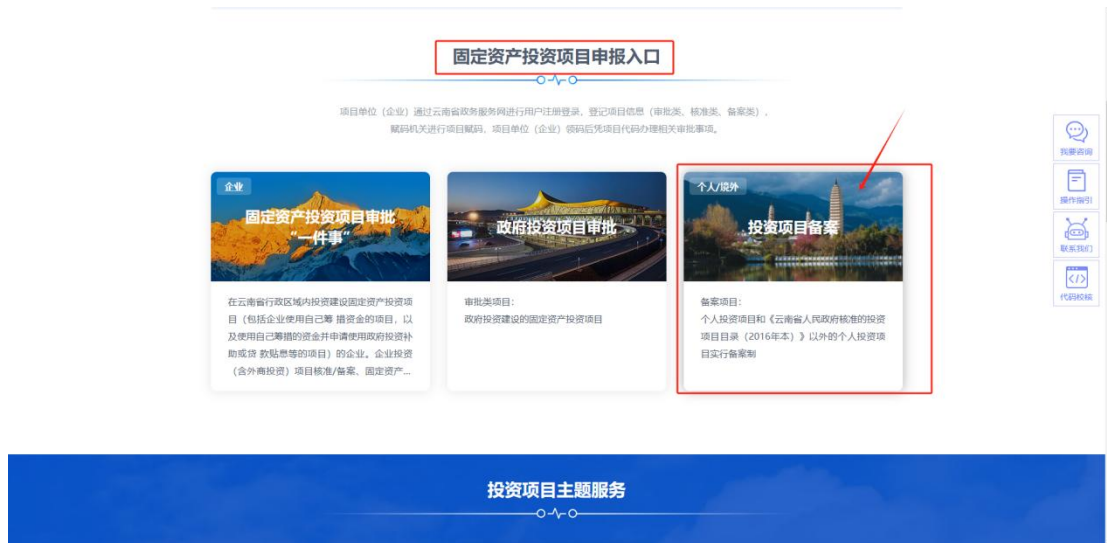 固定资产投资项目申报入口
项目单位（企业）通过云南省政务服务网进行用户注册登录，登记项目信息（审批类、核准类、备案类），
赋码机关进行项目赋码，项目单位（企业）领码后凭项目代码办理相关审批事项。
企业
固定资产投资项目审批
“一件事”
在云南省行政区域内投资建设固定资产投资项
目（包括企业使用自己筹 措资金的项目，以
及使用自己筹措的资金并申请使用政府投资补
助或贷 款贴息等的项目）的企业。企业投资
（含外商投资）项目核准/备案、固定资产...
政府投资项目审批
审批类项目：
政府投资建设的固定资产投资项目
个人/境外
投资项目备案
备案项目：
个人投资项目和《云南省人民政府核准的投资
项目目录（2016年本）》以外的个人投资项
目实行备案制
我要咨询
操作指引
联系我们
代码校核
投资项目主题服务